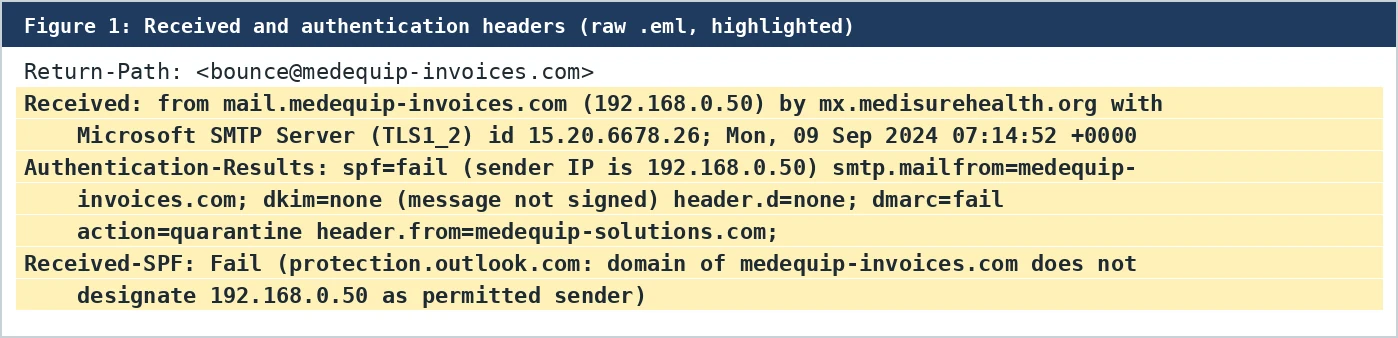 Figure 1: Received and authentication headers (raw .eml, highlighted)
Return-Path: <bounce@medequip-invoices.com>
Received: from mail.medequip-invoices.com (192.168.0.50) by mx.medisurehealth.org with
Microsoft SMTP Server (TLS1_2) id 15.20.6678.26; Mon, 09 Sep 2024 07:14:52 +0000
Authentication-Results: spf=fail (sender IP is 192.168.0.50) smtp.mailfrom=medequip-
invoices.com; dkim=none (message not signed) header.d=none; dmarc=fail
action=quarantine header.from=medequip-solutions.com;
Received-SPF: Fail (protection.outlook.com: domain of medequip-invoices.com does not
designate 192.168.0.50 as permitted sender)